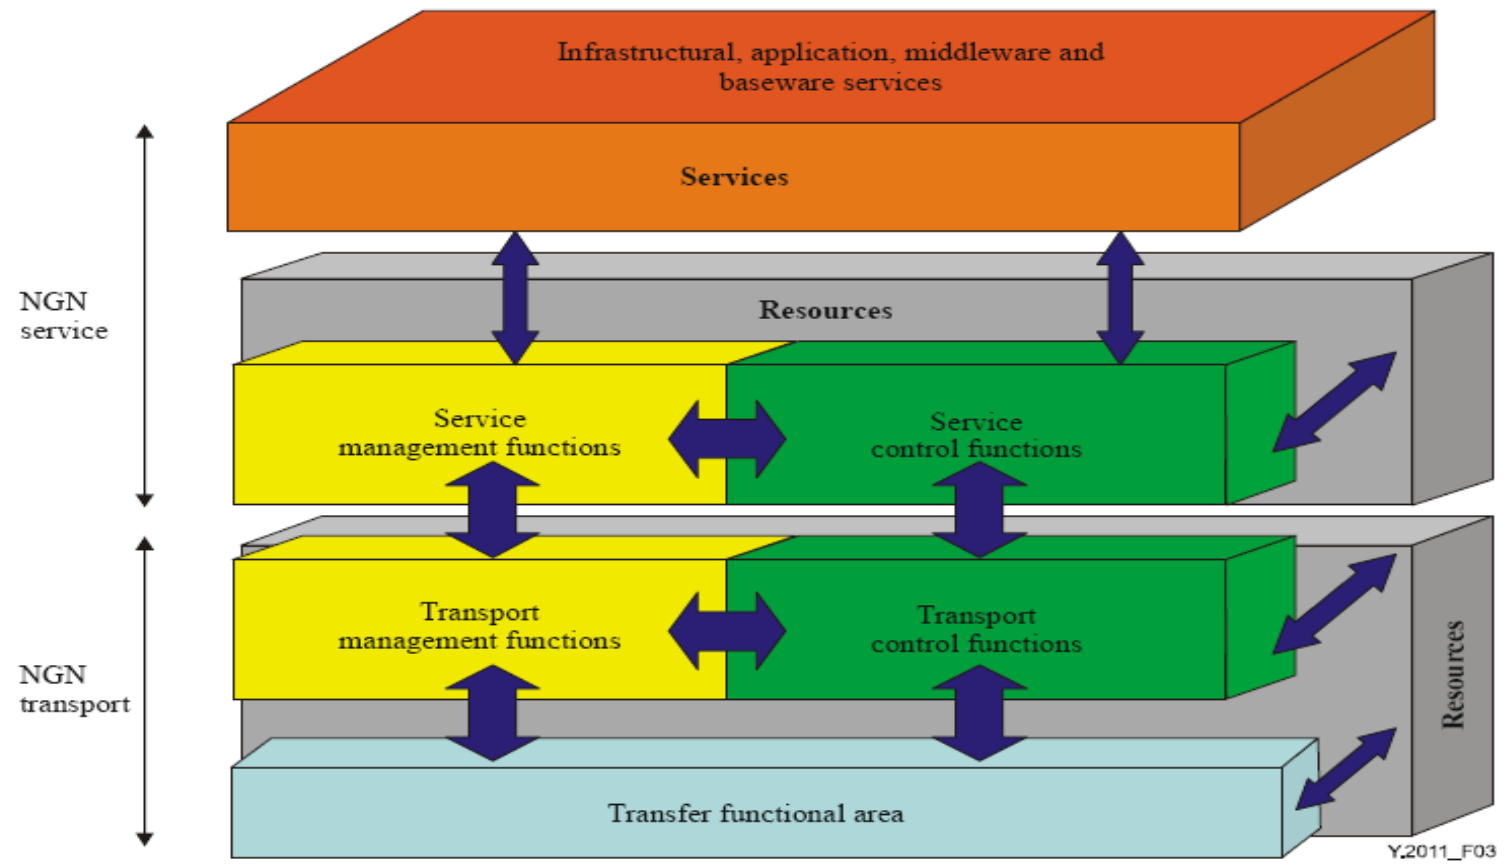 Infrastructural, application, middleware and
baseware services
Services
NGN
service
Resources
Service
management functions
Service
control functions
NGN
transport
Transport
management functions
Transport
control functions
Resources
Transfer functional area
Y.2011_F03